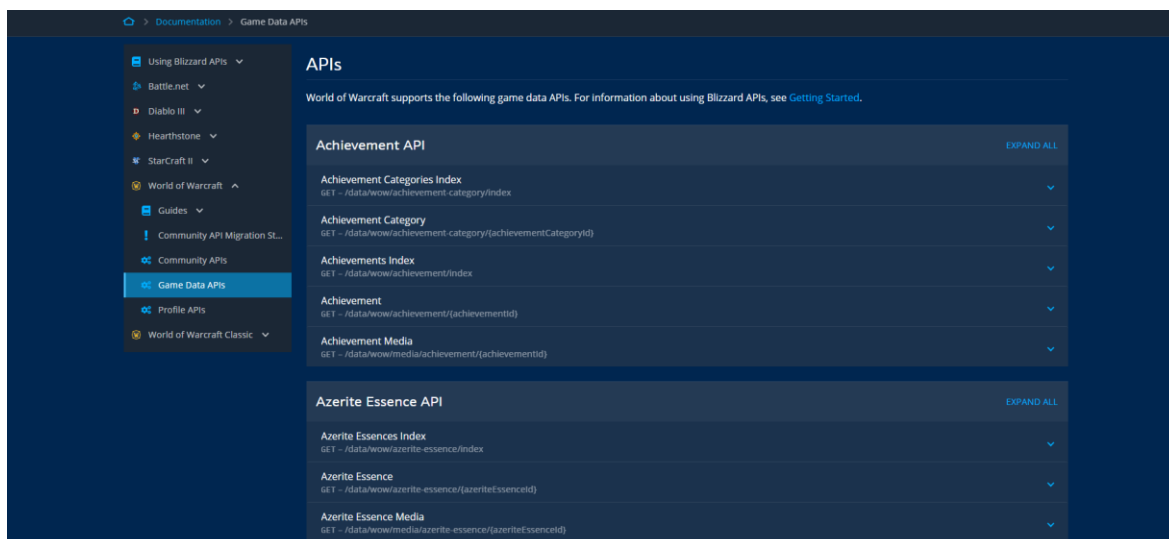 > Documentation > Game Data APIs
Using Blizzard APIs
Battle.net
Diablo III
Hearthstone
StarCraft II
World of Warcraft
Guides
Community API Migration St...
Community APIs
Game Data APIs
Profile APIs
World of Warcraft Classic
APIs
World of Warcraft supports the following game data APIs. For information about using Blizzard APIs, see Getting Started.
Achievement API EXPAND ALL
Achievement Categories Index
GET – /data/wow/achievement-category/index
Achievement Category
GET – /data/wow/achievement-category/{achievementCategoryId}
Achievements Index
GET – /data/wow/achievement/index
Achievement
GET – /data/wow/achievement/{achievementId}
Achievement Media
GET – /data/wow/media/achievement/{achievementId}
Azerite Essence API EXPAND ALL
Azerite Essences Index
GET – /data/wow/azerite-essence/index
Azerite Essence
GET – /data/wow/azerite-essence/{azeriteEssenceId}
Azerite Essence Media
GET – /data/wow/media/azerite-essence/{azeriteEssenceId}